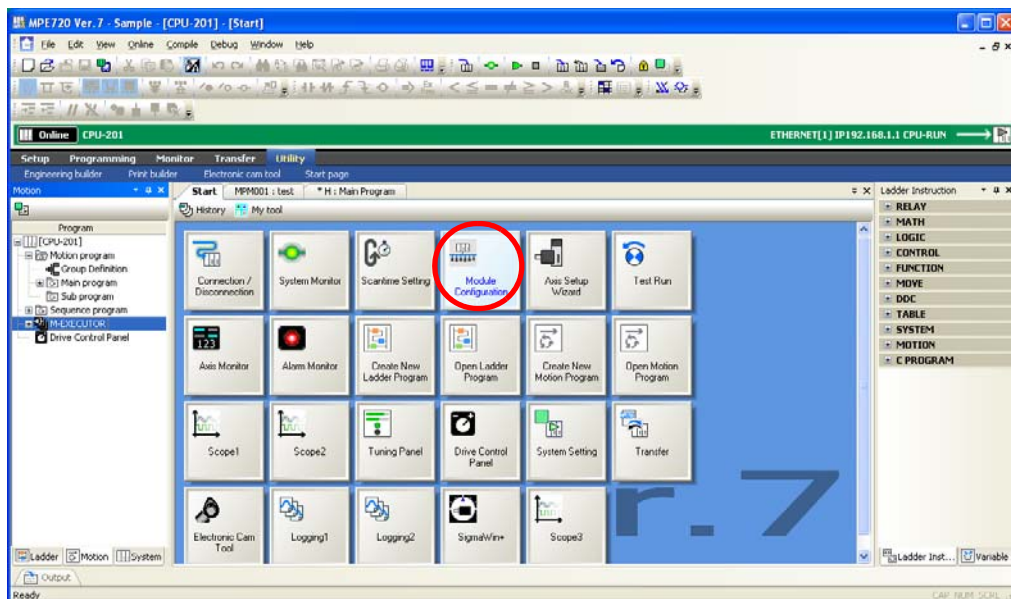 MPE720 Ver. 7 - Sample - [CPU-201] - [Start]
File Edit View Online Compile Debug Window Help
Online CPU-201 ETHERNET[1] IP192.168.1.1 CPU-RUN
Setup Programming Monitor Transfer Utility
Engineering builder Print builder Electronic cam tool Start page
Motion
Start MPM001 : test * H : Main Program
Ladder Instruction
History My tool
Program
[CPU-201]
Motion program
Group Definition
Main program
Sub program
Sequence program
M-EXECUTOR
Drive Control Panel
Connection / Disconnection
System Monitor
Scantime Setting
Module Configuration
Axis Setup Wizard
Test Run
123
Axis Monitor
Alarm Monitor
Create New Ladder Program
Open Ladder Program
Create New Motion Program
Open Motion Program
Scope1
Scope2
Tuning Panel
Drive Control Panel
System Setting
Transfer
Electronic Cam Tool
Logging1
Logging2
SigmaWin+
Scope3
r.7
RELAY
MATH
LOGIC
CONTROL
FUNCTION
MOVE
DDC
TABLE
SYSTEM
MOTION
C PROGRAM
Ladder Motion System
Ladder Inst... Variable
Output
Ready
CAP NUM SCRL